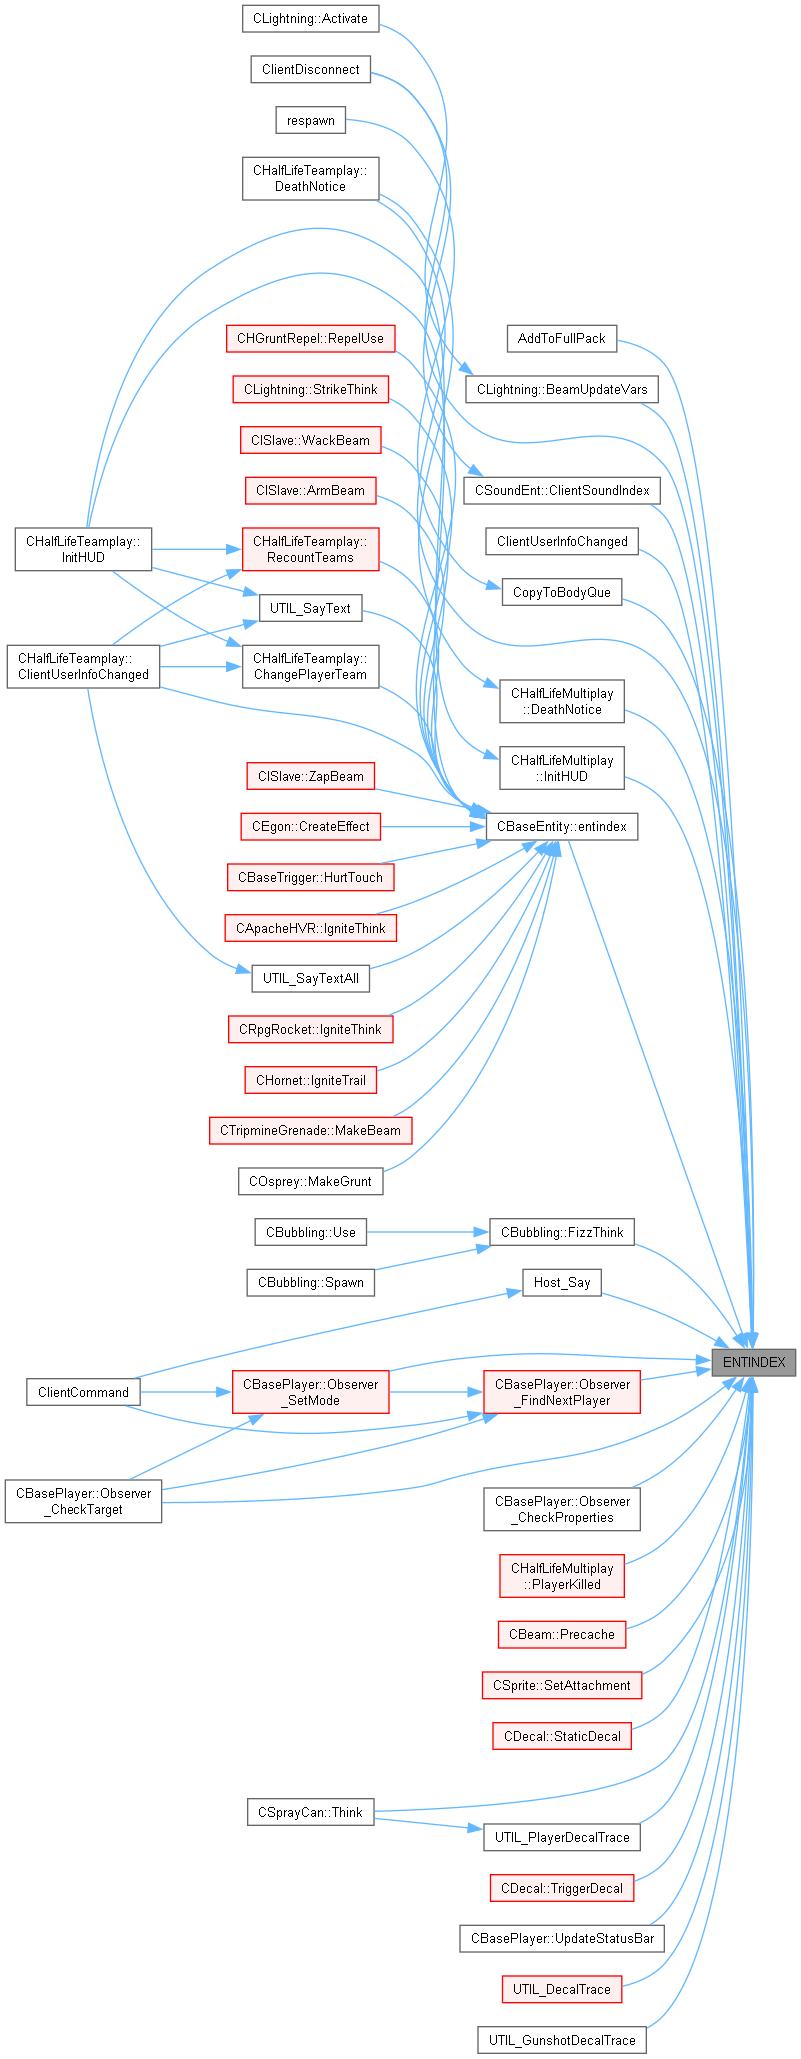 CLightning::Activate
ClientDisconnect
respawn
CHalfLifeTeamplay::
DeathNotice
AddToFullPack
CHGruntRepel::RepelUse
CLightning::BeamUpdateVars
CLightning::StrikeThink
CISlave::WackBeam
CISlave::ArmBeam
CSoundEnt::ClientSoundIndex
CHalfLifeTeamplay::
InitHUD
CHalfLifeTeamplay::
RecountTeams
ClientUserInfoChanged
UTIL_SayText
CopyToBodyQue
CHalfLifeTeamplay::
ClientUserInfoChanged
CHalfLifeTeamplay::
ChangePlayerTeam
CHalfLifeMultiplay
::DeathNotice
CHalfLifeMultiplay
::InitHUD
CISlave::ZapBeam
CEgon::CreateEffect
CBaseEntity::entindex
CBaseTrigger::HurtTouch
CApacheHVR::IgniteThink
UTIL_SayTextAll
CRpgRocket::IgniteThink
CHornet::IgniteTrail
CTripmineGrenade::MakeBeam
COsprey::MakeGrunt
CBubbling::Use
CBubbling::FizzThink
CBubbling::Spawn
Host_Say
ENTINDEX
ClientCommand
CBasePlayer::Observer
_SetMode
CBasePlayer::Observer
_FindNextPlayer
CBasePlayer::Observer
_CheckTarget
CBasePlayer::Observer
_CheckProperties
CHalfLifeMultiplay
::PlayerKilled
CBeam::Precache
CSprite::SetAttachment
CDecal::StaticDecal
CSprayCan::Think
UTIL_PlayerDecalTrace
CDecal::TriggerDecal
CBasePlayer::UpdateStatusBar
UTIL_DecalTrace
UTIL_GunshotDecalTrace